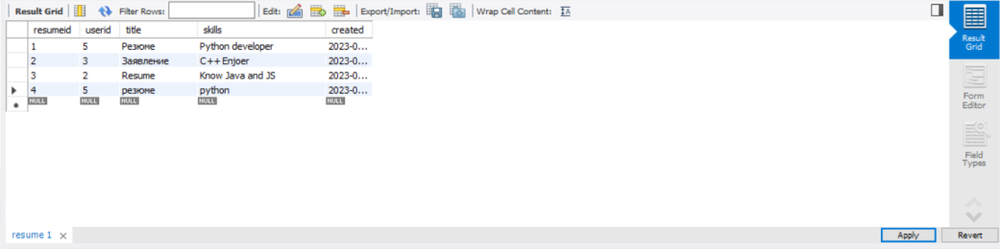 Result Grid Filter Rows: Edit: Export/Import: Wrap Cell Content: IA
resumeid userid title skills created
1 5 Резюме Python developer 2023-0...
2 3 Заявление C++ Enjoer 2023-0...
3 2 Resume Know Java and JS 2023-0...
4 5 резюме python 2023-0...
NULL NULL NULL NULL NULL
Result
Grid
Form
Editor
Field
Types
resume 1 Apply Revert